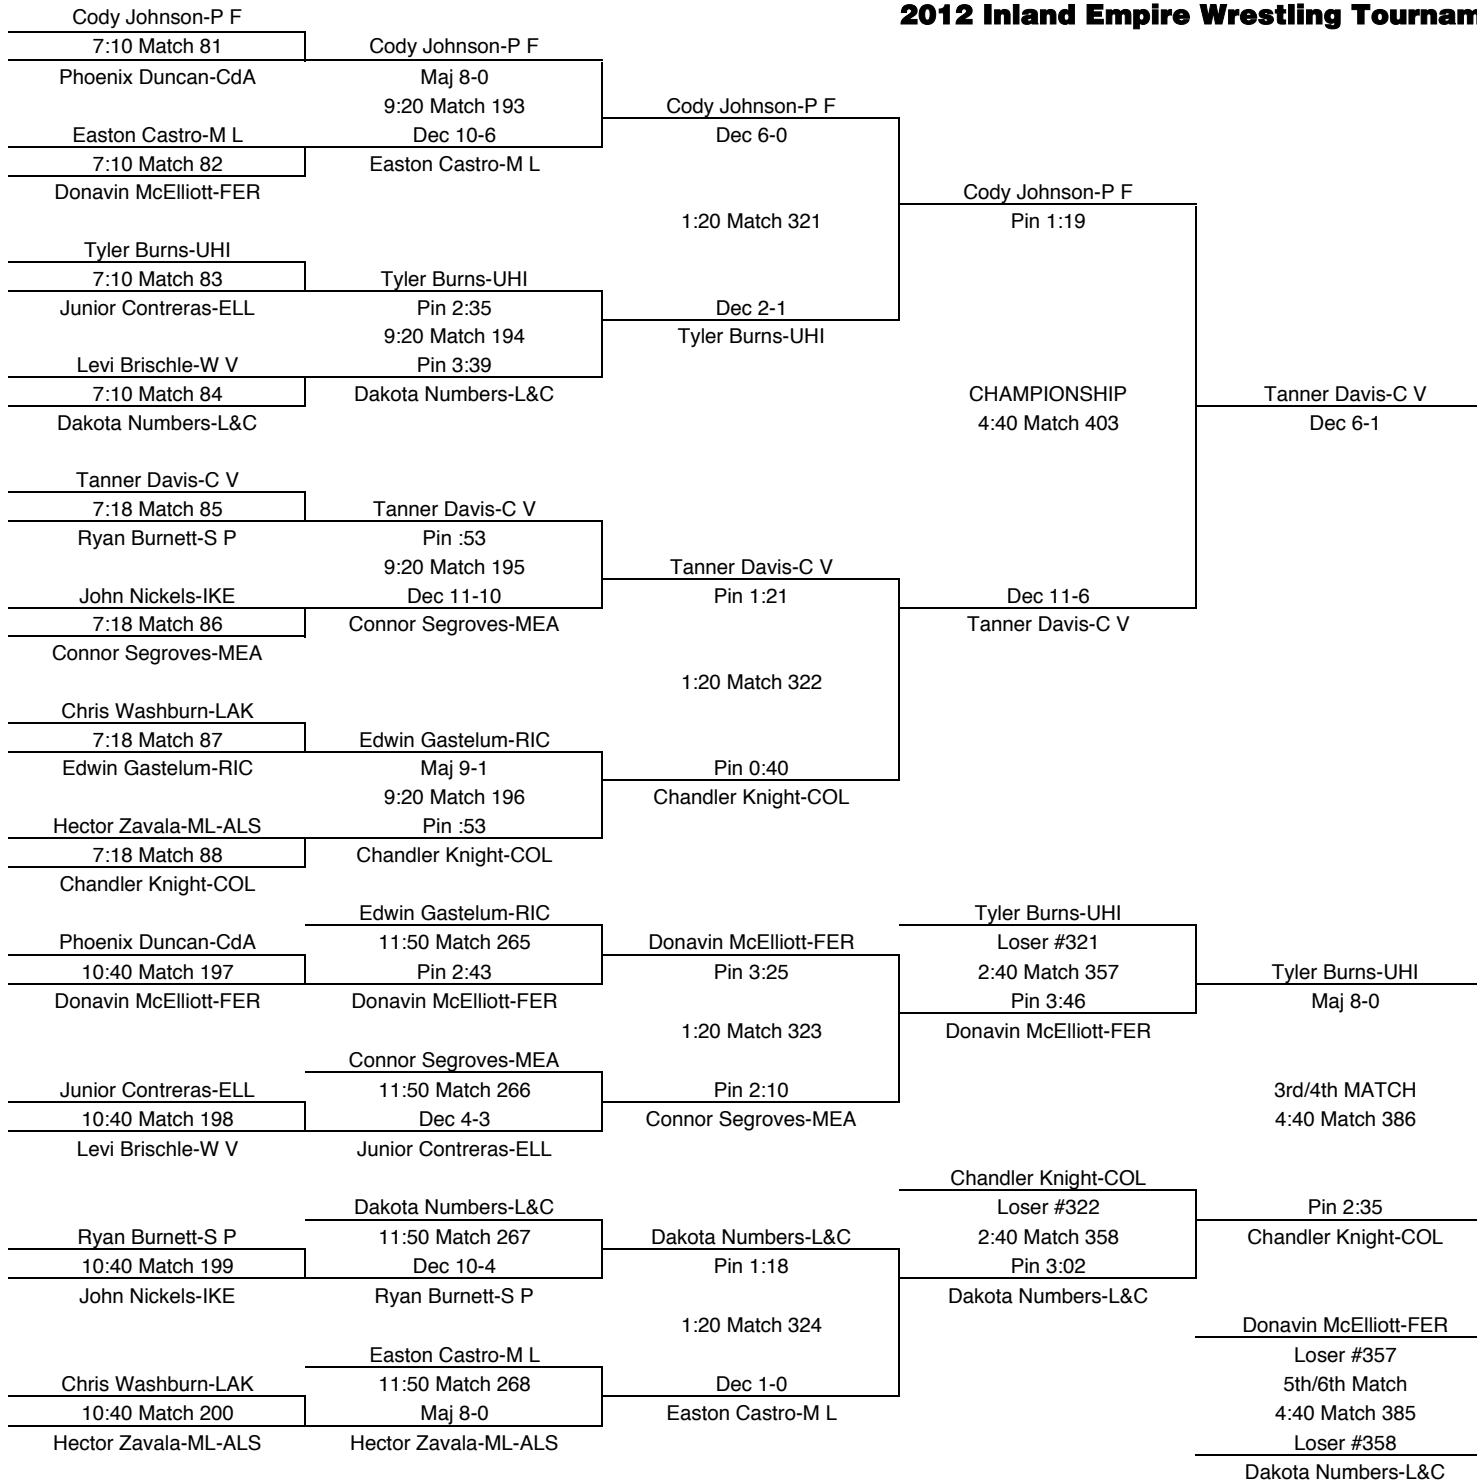 2012 Inland Empire Wrestling Tournam
Cody Johnson-P F
7:10 Match 81
Phoenix Duncan-CdA
Easton Castro-M L
7:10 Match 82
Donavin McElliott-FER
Tyler Burns-UHI
7:10 Match 83
Junior Contreras-ELL
Levi Brischle-W V
7:10 Match 84
Dakota Numbers-L&C
Tanner Davis-C V
7:18 Match 85
Ryan Burnett-S P
John Nickels-IKE
7:18 Match 86
Connor Segroves-MEA
Chris Washburn-LAK
7:18 Match 87
Edwin Gastelum-RIC
Hector Zavala-ML-ALS
7:18 Match 88
Chandler Knight-COL
Cody Johnson-P F
Maj 8-0
9:20 Match 193
Dec 10-6
Easton Castro-M L
Tyler Burns-UHI
Pin 2:35
9:20 Match 194
Pin 3:39
Dakota Numbers-L&C
Tanner Davis-C V
Pin :53
9:20 Match 195
Dec 11-10
Connor Segroves-MEA
Edwin Gastelum-RIC
Maj 9-1
9:20 Match 196
Pin :53
Chandler Knight-COL
Cody Johnson-P F
Dec 6-0
1:20 Match 321
Dec 2-1
Tyler Burns-UHI
Tanner Davis-C V
Pin 1:21
1:20 Match 322
Pin 0:40
Chandler Knight-COL
Cody Johnson-P F
Pin 1:19
CHAMPIONSHIP
4:40 Match 403
Dec 11-6
Tanner Davis-C V
Tanner Davis-C V
Dec 6-1
Phoenix Duncan-CdA
10:40 Match 197
Donavin McElliott-FER
Junior Contreras-ELL
10:40 Match 198
Levi Brischle-W V
Ryan Burnett-S P
10:40 Match 199
John Nickels-IKE
Chris Washburn-LAK
10:40 Match 200
Hector Zavala-ML-ALS
Edwin Gastelum-RIC
11:50 Match 265
Pin 2:43
Donavin McElliott-FER
Connor Segroves-MEA
11:50 Match 266
Dec 4-3
Junior Contreras-ELL
Dakota Numbers-L&C
11:50 Match 267
Dec 10-4
Ryan Burnett-S P
Easton Castro-M L
11:50 Match 268
Maj 8-0
Hector Zavala-ML-ALS
Donavin McElliott-FER
Pin 3:25
1:20 Match 323
Pin 2:10
Connor Segroves-MEA
Dakota Numbers-L&C
Pin 1:18
1:20 Match 324
Dec 1-0
Easton Castro-M L
Tyler Burns-UHI
Loser #321
2:40 Match 357
Pin 3:46
Donavin McElliott-FER
Chandler Knight-COL
Loser #322
2:40 Match 358
Pin 3:02
Dakota Numbers-L&C
Tyler Burns-UHI
Maj 8-0
3rd/4th MATCH
4:40 Match 386
Pin 2:35
Chandler Knight-COL
Donavin McElliott-FER
Loser #357
5th/6th Match
4:40 Match 385
Loser #358
Dakota Numbers-L&C